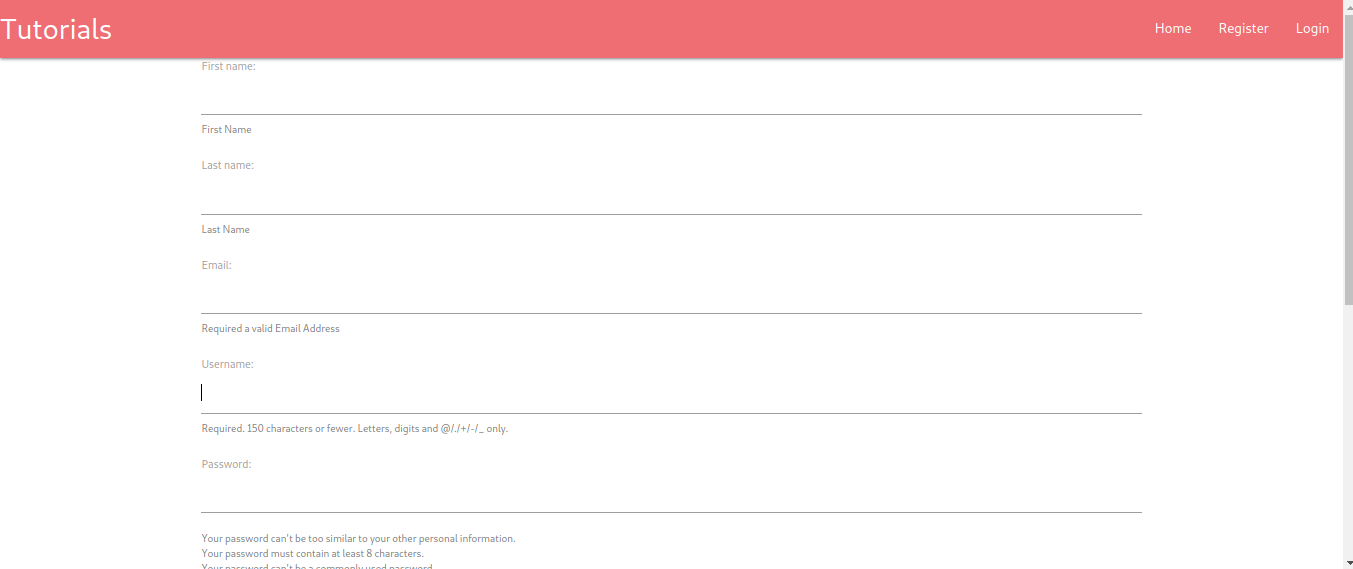 Tutorials
Home Register Login
First name:
First Name
Last name:
Last Name
Email:
Required a valid Email Address
Username:
Required. 150 characters or fewer. Letters, digits and @/./+/-/_ only.
Password:
Your password can't be too similar to your other personal information.
Your password must contain at least 8 characters.
Your password can't be a commonly used password